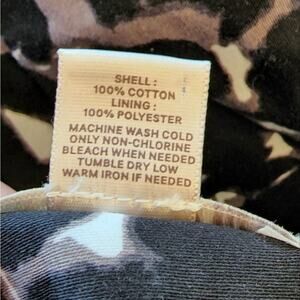 SHELL :
100% COTTON
LINING :
100% POLYESTER
MACHINE WASH COLD
ONLY NON-CHLORINE
BLEACH WHEN NEEDED
TUMBLE DRY LOW
WARM IRON IF NEEDED